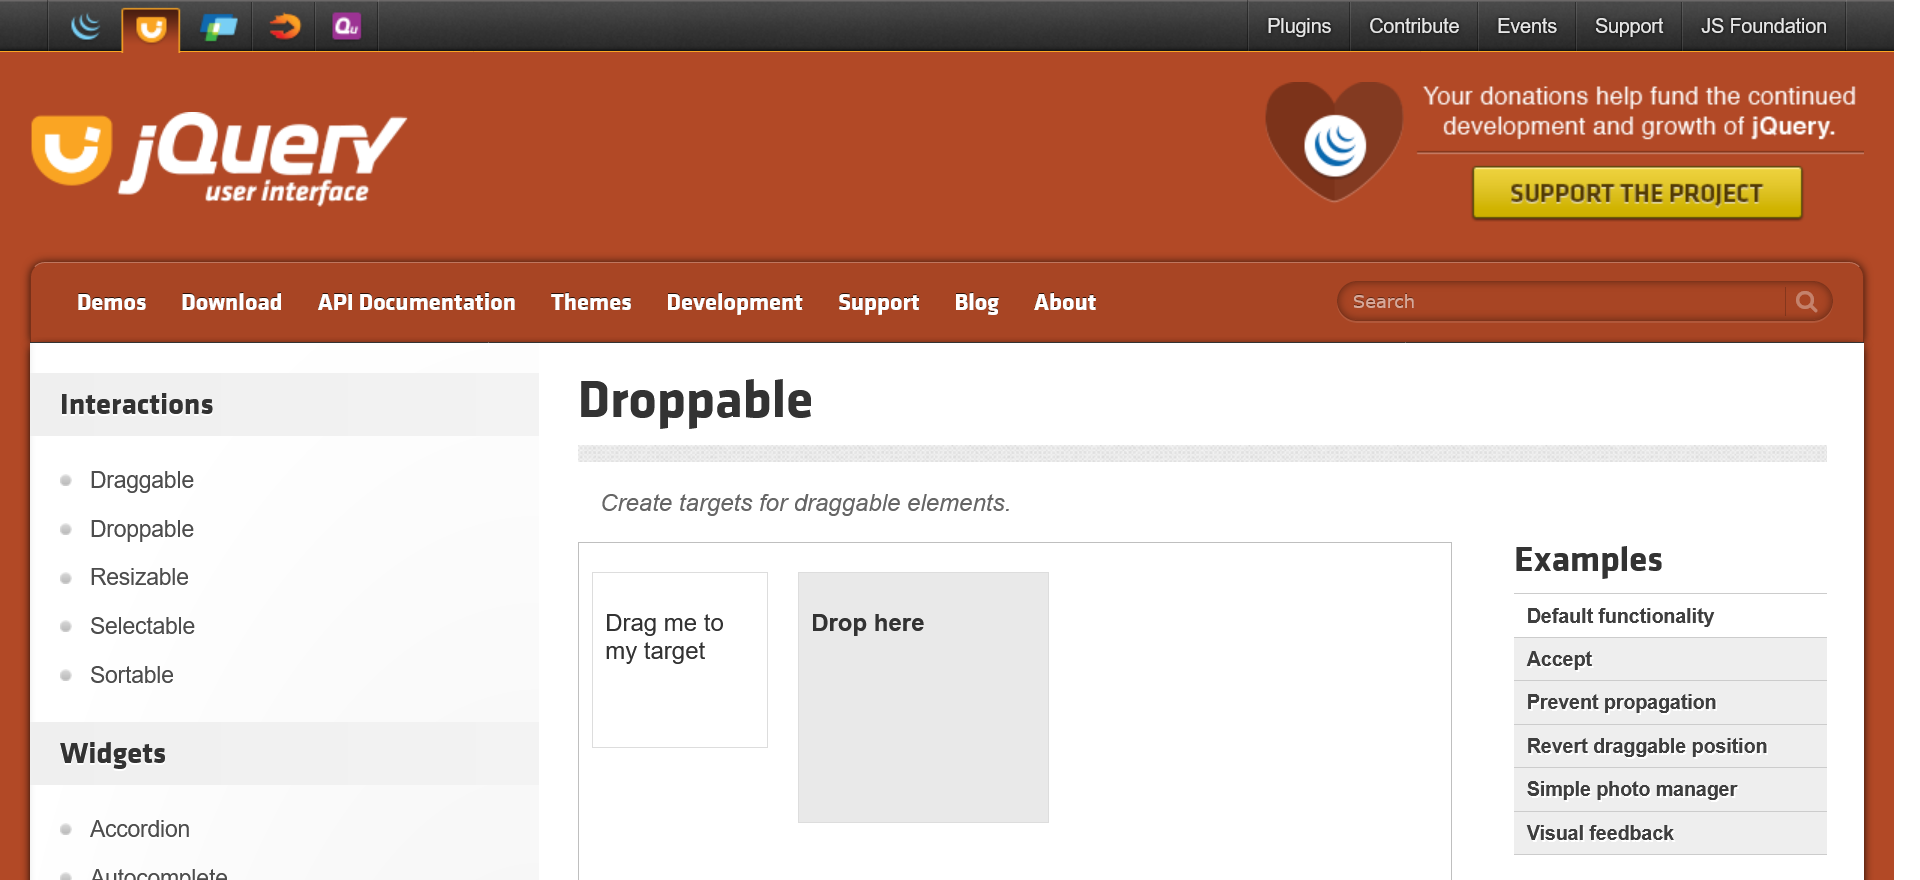 Qu
Plugins
Contribute
Events
Support
JS Foundation
jQuery
user interface
Your donations help fund the continued
development and growth of jQuery.
SUPPORT THE PROJECT
Demos
Download
API Documentation
Themes
Development
Support
Blog
About
Search
Interactions
Draggable
Droppable
Resizable
Selectable
Sortable
Widgets
Accordion
Autocomplete
Droppable
Create targets for draggable elements.
Drag me to
my target
Drop here
Examples
Default functionality
Accept
Prevent propagation
Revert draggable position
Simple photo manager
Visual feedback